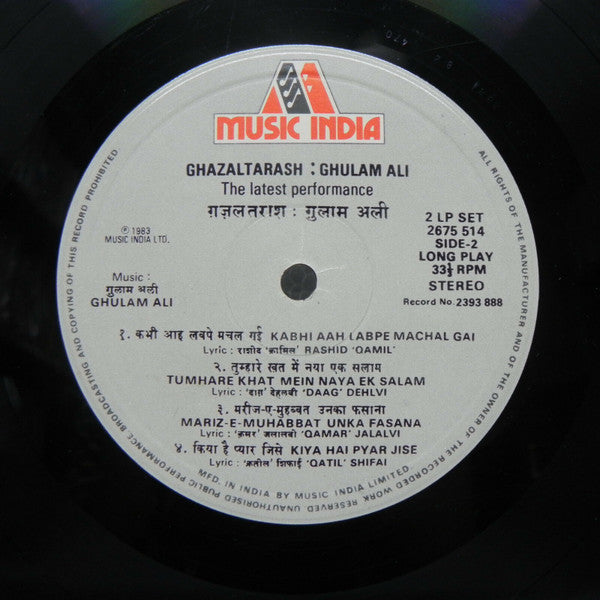 MUSIC INDIA
GHAZALTARASH : GHULAM ALI
The latest performance
ग़ज़लतराश : गुलाम अली
℗ 1983
MUSIC INDIA LTD.
2 LP SET
2675 514
SIDE-2
LONG PLAY
33⅓ RPM
STEREO
Record No. 2393 888
Music :
गुलाम अली
GHULAM ALI
१. कभी आह लबपे मचल गई KABHI AAH LABPE MACHAL GAI
Lyric : राशीद 'क़ामिल' RASHID 'QAMIL'
२. तुम्हारे खत में नया एक सलाम
TUMHARE KHAT MEIN NAYA EK SALAM
Lyric : 'दाग़' देहलवी 'DAAG' DEHLVI
३. मरीज-ए-मुहब्बत उनका फसाना
MARIZ-E-MUHABBAT UNKA FASANA
Lyric : 'क़मर' जलालवी 'QAMAR' JALALVI
४. किया है प्यार जिसे KIYA HAI PYAR JISE
Lyric : 'क़तील' शिफ़ाई 'QATIL' SHIFAI
MFD. IN INDIA BY MUSIC INDIA LIMITED
ALL RIGHTS OF THE MANUFACTURER AND OF THE OWNER OF THE RECORDED WORK RESERVED. UNAUTHORISED PUBLIC PERFORMANCE BROADCASTING AND COPYING OF THIS RECORD PROHIBITED